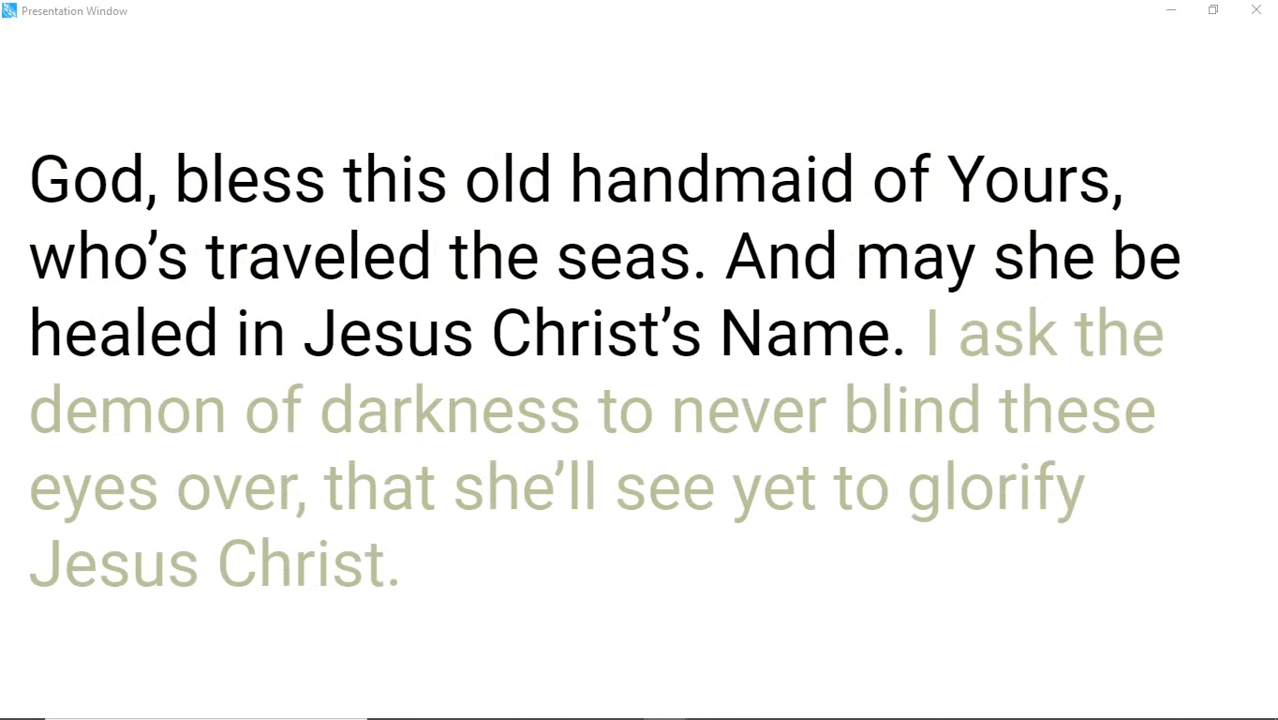 Presentation Window
God, bless this old handmaid of Yours,
who’s traveled the seas. And may she be
healed in Jesus Christ’s Name. I ask the
demon of darkness to never blind these
eyes over, that she’ll see yet to glorify
Jesus Christ.